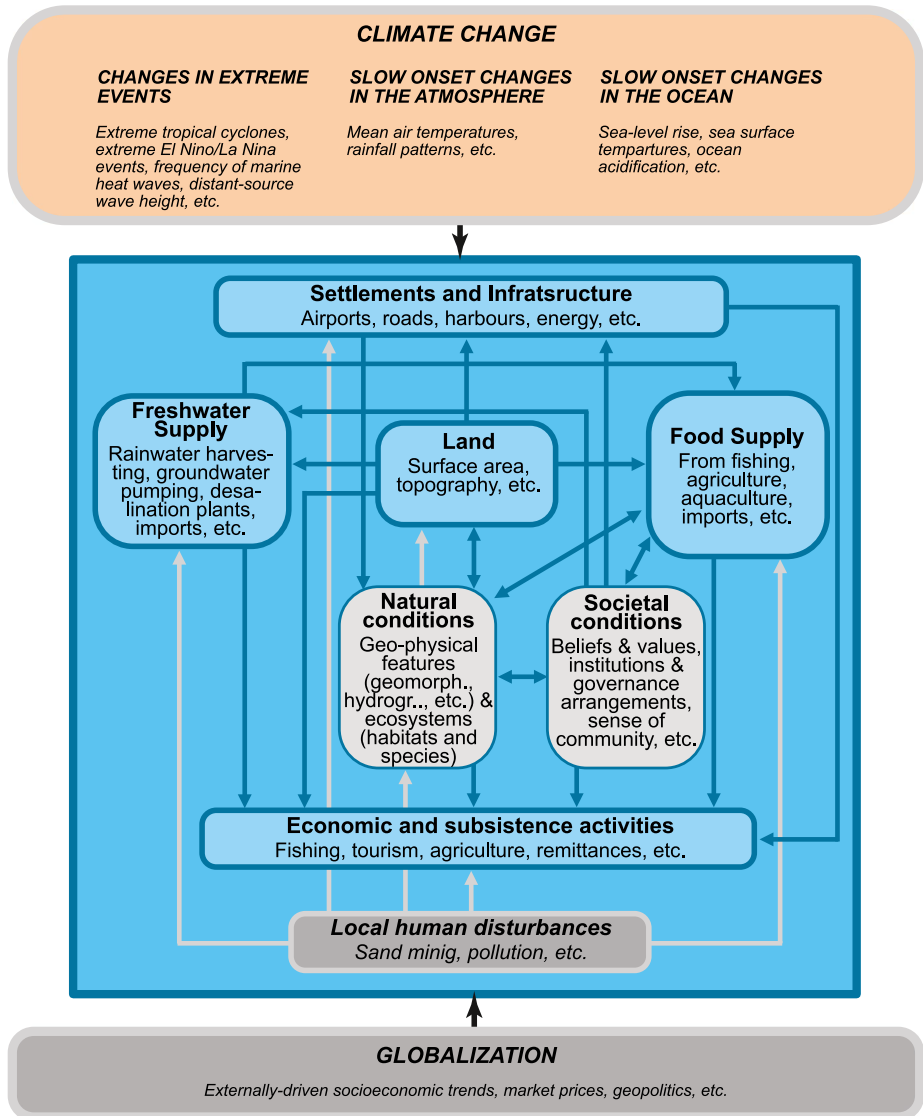 CLIMATE CHANGE
CHANGES IN EXTREME
EVENTS
Extreme tropical cyclones,
extreme El Nino/La Nina
events, frequency of marine
heat waves, distant-source
wave height, etc.
SLOW ONSET CHANGES
IN THE ATMOSPHERE
Mean air temperatures,
rainfall patterns, etc.
SLOW ONSET CHANGES
IN THE OCEAN
Sea-level rise, sea surface
tempartures, ocean
acidification, etc.
Settlements and Infratsructure
Airports, roads, harbours, energy, etc.
Freshwater
Supply
Rainwater harves-
ting, groundwater
pumping, desa-
lination plants,
imports, etc.
Land
Surface area,
topography, etc.
Food Supply
From fishing,
agriculture,
aquaculture,
imports, etc.
Natural
conditions
Geo-physical
features
(geomorph.,
hydrogr.., etc.) &
ecosystems
(habitats and
species)
Societal
conditions
Beliefs & values,
institutions &
governance
arrangements,
sense of
community, etc.
Economic and subsistence activities
Fishing, tourism, agriculture, remittances, etc.
Local human disturbances
Sand minig, pollution, etc.
GLOBALIZATION
Externally-driven socioeconomic trends, market prices, geopolitics, etc.